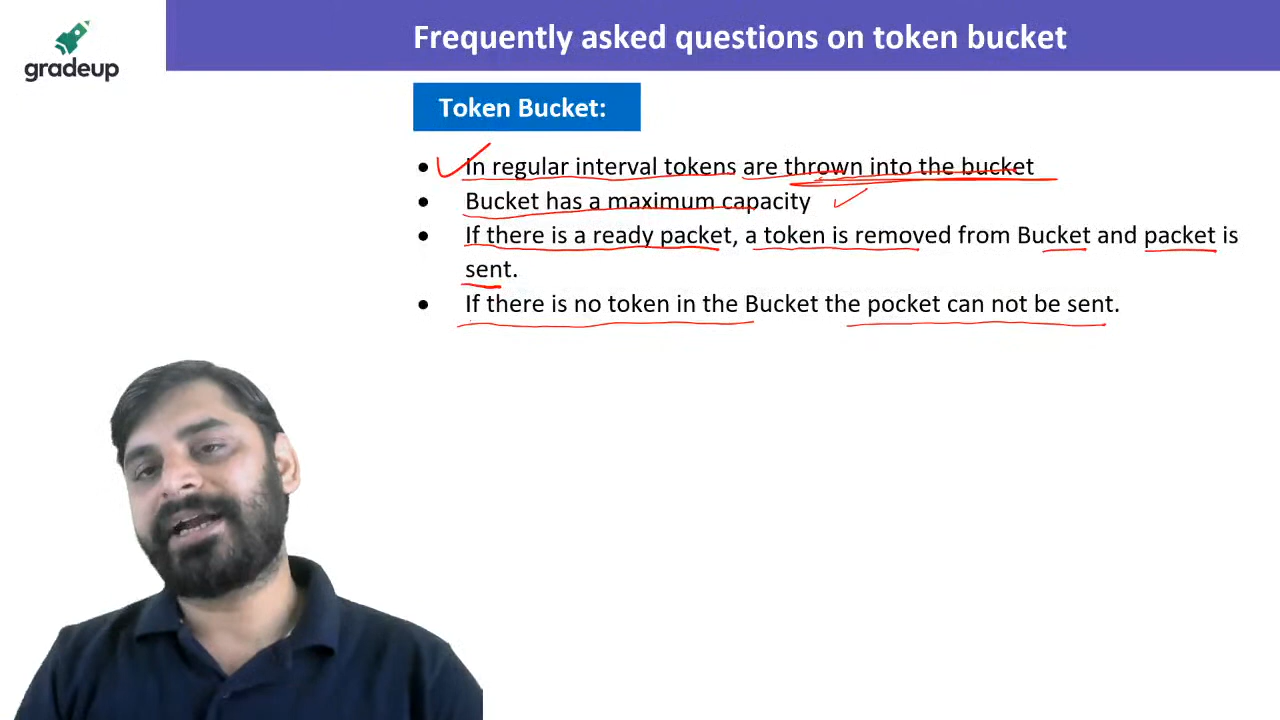 gradeup
Frequently asked questions on token bucket
Token Bucket:
• In regular interval tokens are thrown into the bucket
• Bucket has a maximum capacity
• If there is a ready packet, a token is removed from Bucket and packet is
sent.
• If there is no token in the Bucket the pocket can not be sent.